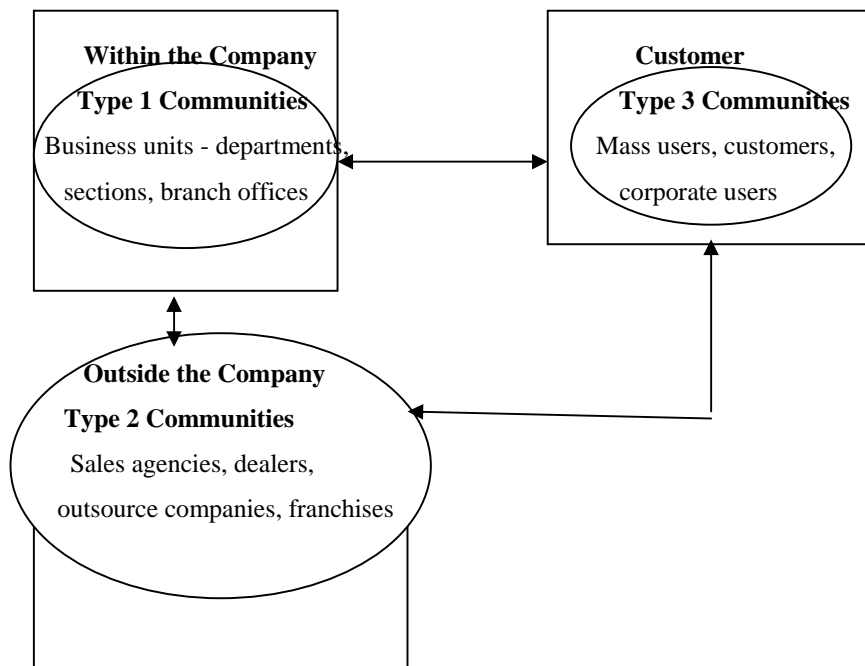 Within the Company
Type 1 Communities
Business units - departments,
sections, branch offices
Customer
Type 3 Communities
Mass users, customers,
corporate users
Outside the Company
Type 2 Communities
Sales agencies, dealers,
outsource companies, franchises